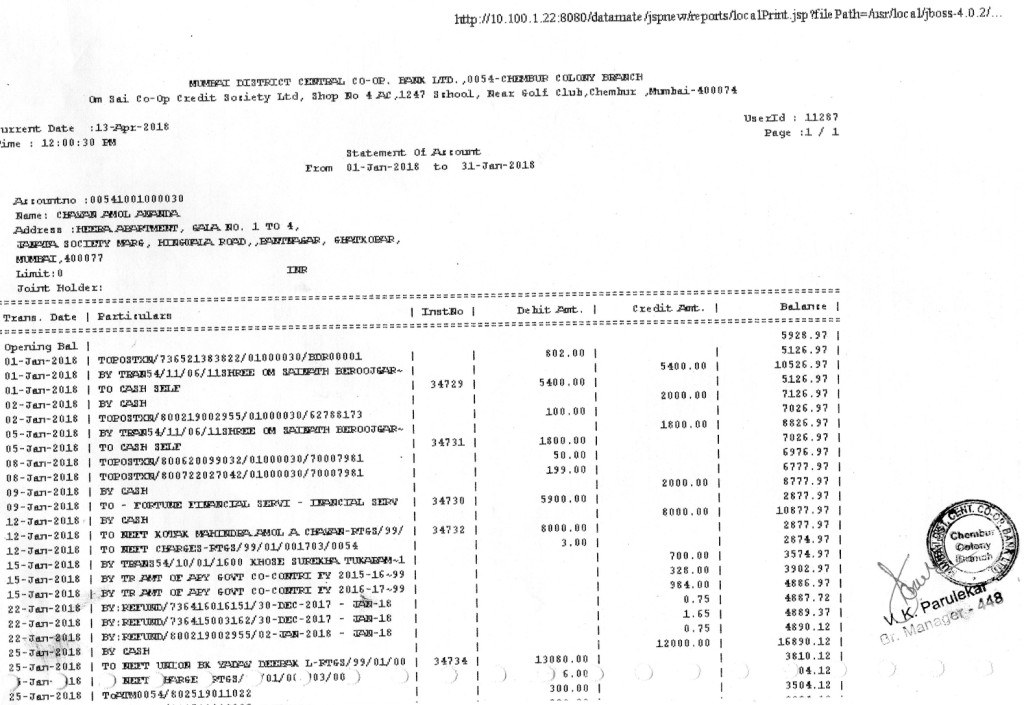 http://10.100.1.22:8080/datamate/jspnew/reports/localPrint.jsp?filePath=/usr/local/jboss-4.0.2/...
MUMBAI DISTRICT CENTRAL CO-OP. BANK LTD.,0054-CHEMBUR COLONY BRANCH
Om Sai Co-Op Credit Society Ltd, Shop No 4 AC,1247 School, Near Golf Club,Chembur ,Mumbai-400074
urrent Date :13-Apr-2018 UserId : 11287
ime : 12:00:30 PM Page :1 / 1
Statement Of Account
From 01-Jan-2018 to 31-Jan-2018
Accountno :00541001000030
Name: CHAVAN AMOL ANANDA
Address :HEERA APARTMENT, GALA NO. 1 TO 4,
JANATA SOCIETY MARG, HINGWALA ROAD,,PANTNAGAR, GHATKOPAR,
MUMBAI,400077
Limit:0 INR
Joint Holder:
Trans. Date | Particulars | InstNo | Debit Amt. | Credit Amt. | Balance |
Opening Bal | 5928.97 |
01-Jan-2018 | TOPOSTXN/736521383822/01000030/BDR00001 | | 802.00 | | 5126.97 |
01-Jan-2018 | BY TRAN54/11/06/11SHREE OM SAINATH BEROOJGAR~ | | | 5400.00 | 10526.97 |
01-Jan-2018 | TO CASH SELF | 34729 | 5400.00 | | 5126.97 |
02-Jan-2018 | BY CASH | | | 2000.00 | 7126.97 |
02-Jan-2018 | TOPOSTXN/800219002955/01000030/62788173 | | 100.00 | | 7026.97 |
05-Jan-2018 | BY TRAN54/11/06/11SHREE OM SAINATH BEROOJGAR~ | | | 1800.00 | 8826.97 |
05-Jan-2018 | TO CASH SELF | 34731 | 1800.00 | | 7026.97 |
08-Jan-2018 | TOPOSTXN/800620099032/01000030/70007981 | | 50.00 | | 6976.97 |
08-Jan-2018 | TOPOSTXN/800722027042/01000030/70007981 | | 199.00 | | 6777.97 |
09-Jan-2018 | BY CASH | | | 2000.00 | 8777.97 |
09-Jan-2018 | TO - FORTUNE FINANCIAL SERVI - INANCIAL SERV | 34730 | 5900.00 | | 2877.97 |
12-Jan-2018 | BY CASH | | | 8000.00 | 10877.97 |
12-Jan-2018 | TO NEFT KOTAK MAHINDRA AMOL A CHAVAN-RTGS/99/ | 34732 | 8000.00 | | 2877.97 |
12-Jan-2018 | TO NEFT CHARGES-RTGS/99/01/001703/0054 | | 3.00 | | 2874.97 |
15-Jan-2018 | BY TRANS54/10/01/1600 KHOSE SUREKHA TUKARAM~1 | | | 700.00 | 3574.97 |
15-Jan-2018 | BY TR AMT OF APY GOVT CO-CONTRI FY 2015-16~99 | | | 328.00 | 3902.97 |
15-Jan-2018 | BY TR AMT OF APY GOVT CO-CONTRI FY 2016-17~99 | | | 984.00 | 4886.97 |
22-Jan-2018 | BY:REFUND/736416016151/30-DEC-2017 - JAN-18 | | | 0.75 | 4887.72 |
22-Jan-2018 | BY:REFUND/736415003162/30-DEC-2017 - JAN-18 | | | 1.65 | 4889.37 |
22-Jan-2018 | BY:REFUND/800219002955/02-JAN-2018 - JAN-18 | | | 0.75 | 4890.12 |
25-Jan-2018 | BY CASH | | | 12000.00 | 16890.12 |
25-Jan-2018 | TO NEFT UNION BK YADAV DEEPAK L-RTGS/99/01/00 | 34734 | 13080.00 | | 3810.12 |
-Jan- 018 | TO NEFT HARGE RTGS/ /01/00 /03/00 | | 6.00 | | 04.12 |
25-Jan-2018 | ToATM0054/802519011022 | | 300.00 | | 3504.12 |
Chembur
Colony
Branch
V. K. Parulekar
Sr. Manager - 448